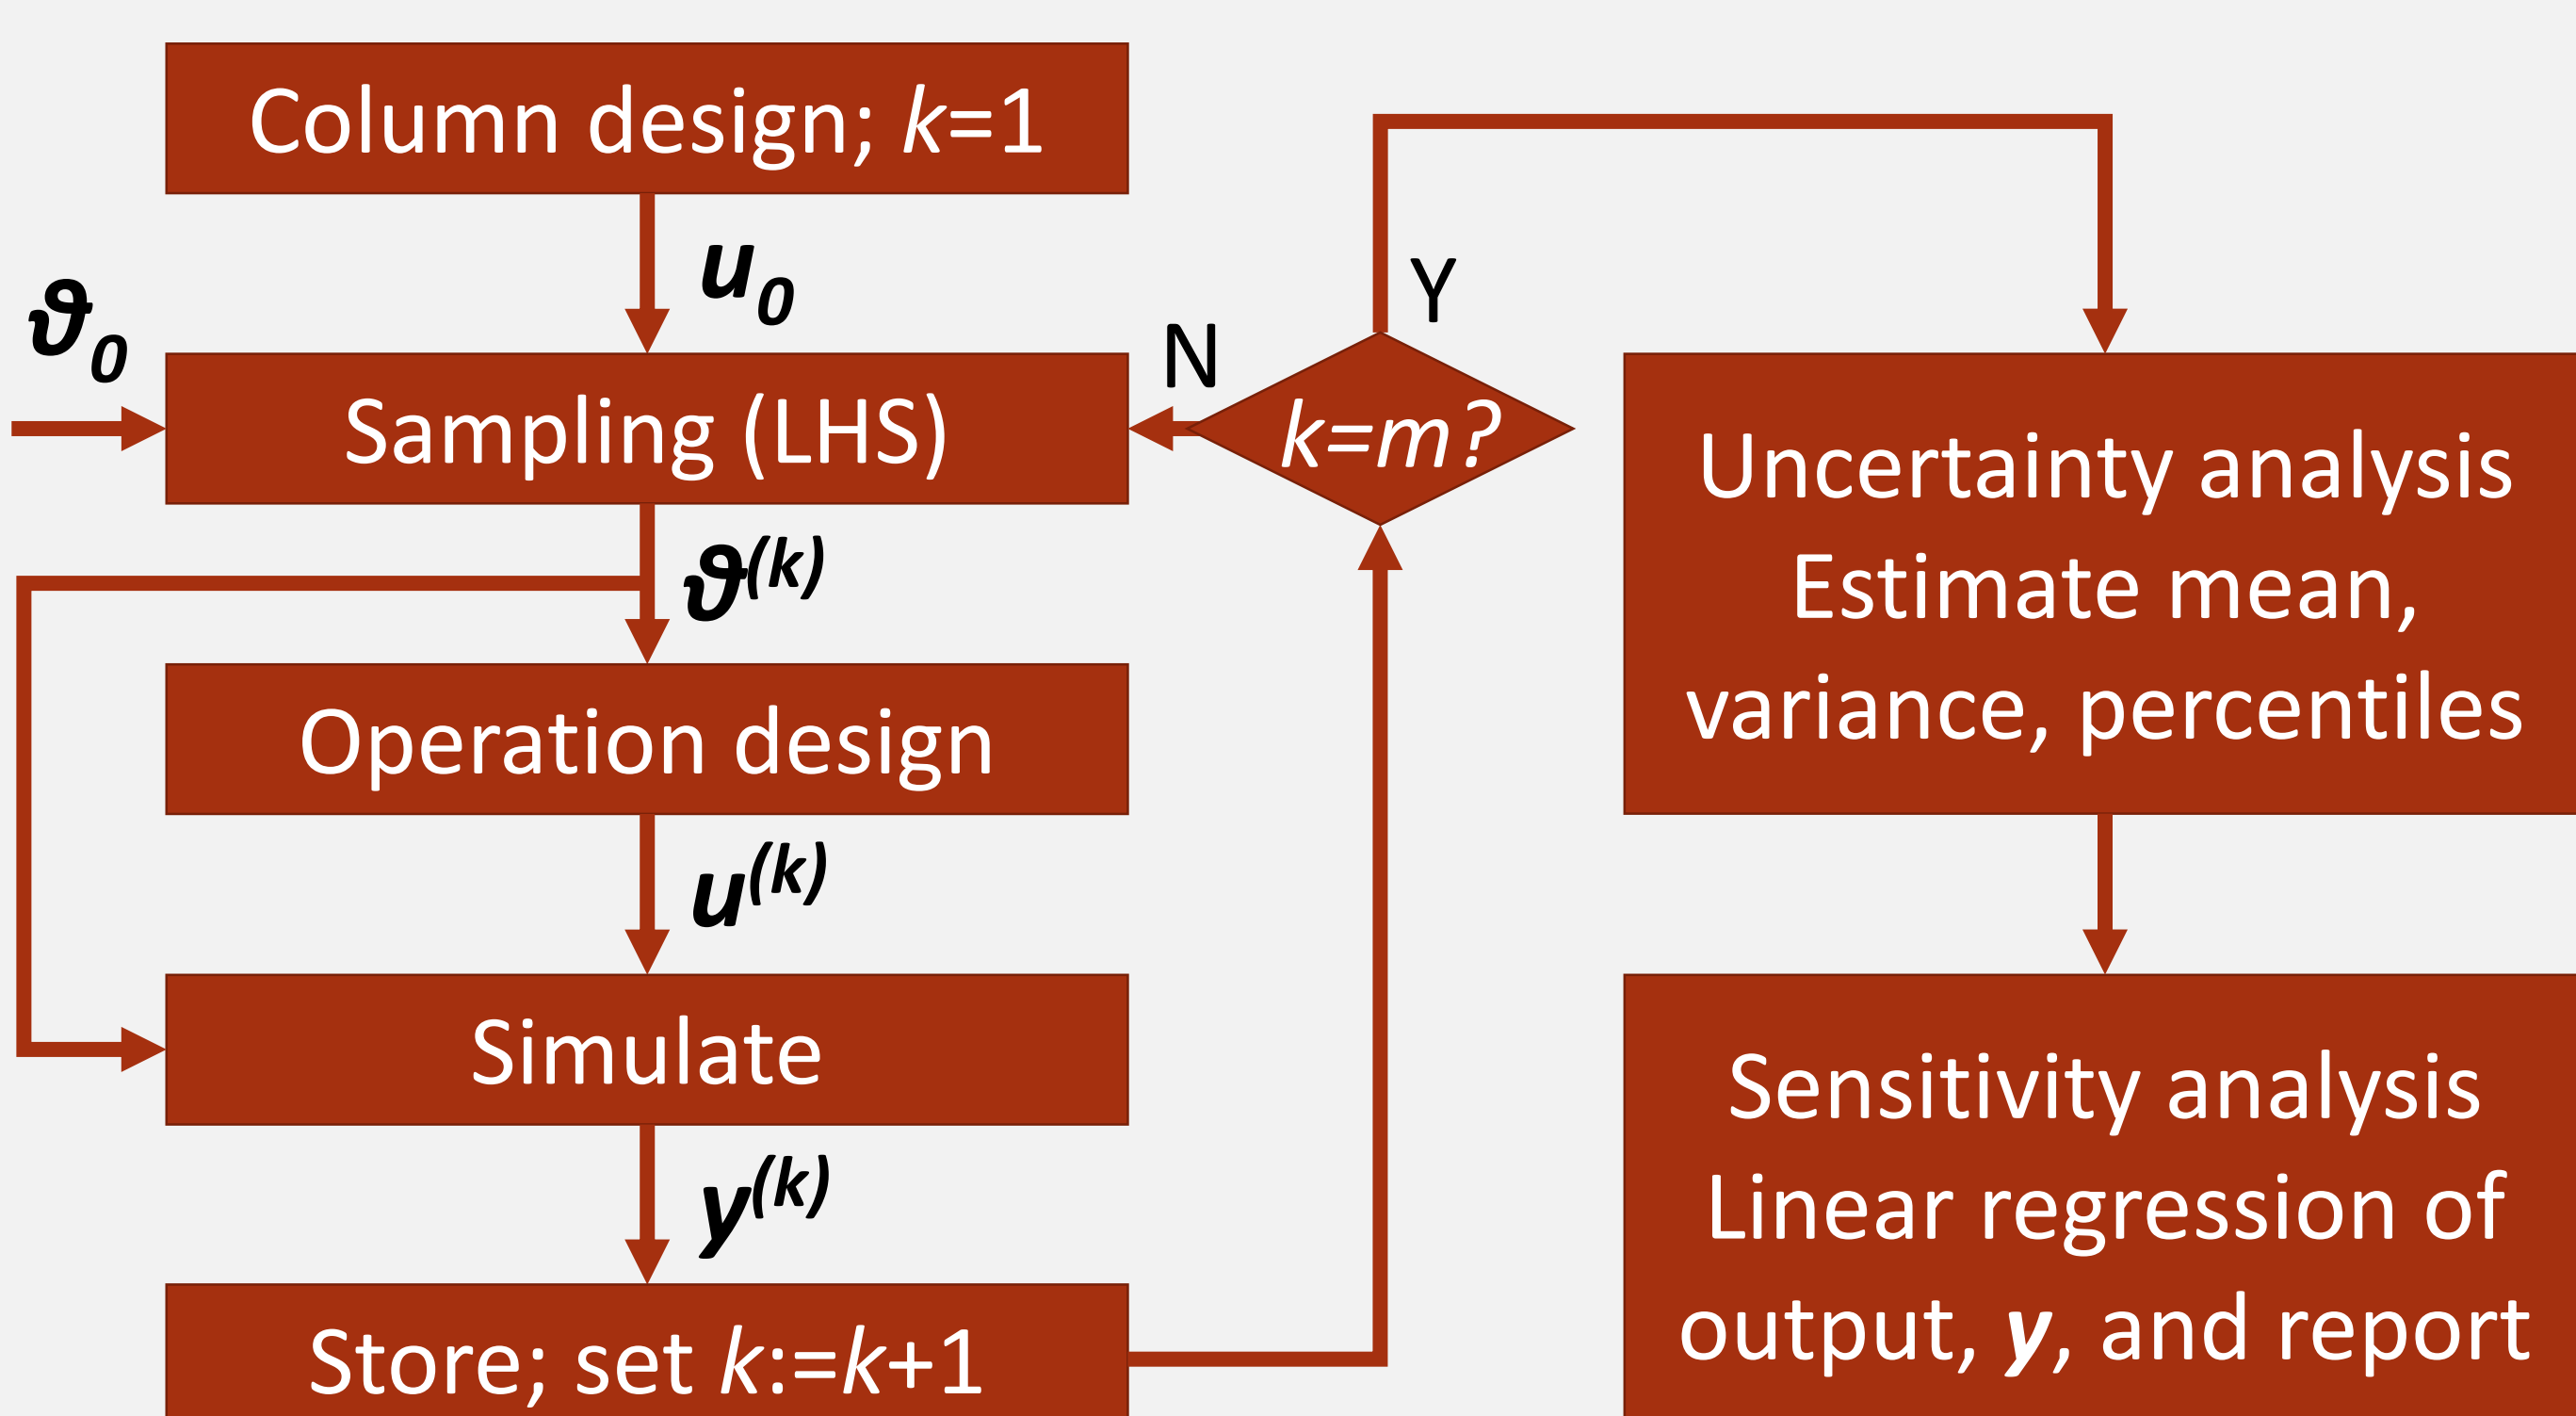 Column design; k=1
u₀
ϑ₀
Sampling (LHS)
N
k=m?
Y
ϑ⁽ᵏ⁾
Operation design
u⁽ᵏ⁾
Simulate
y⁽ᵏ⁾
Store; set k:=k+1
Uncertainty analysis
Estimate mean,
variance, percentiles
Sensitivity analysis
Linear regression of
output, y, and report